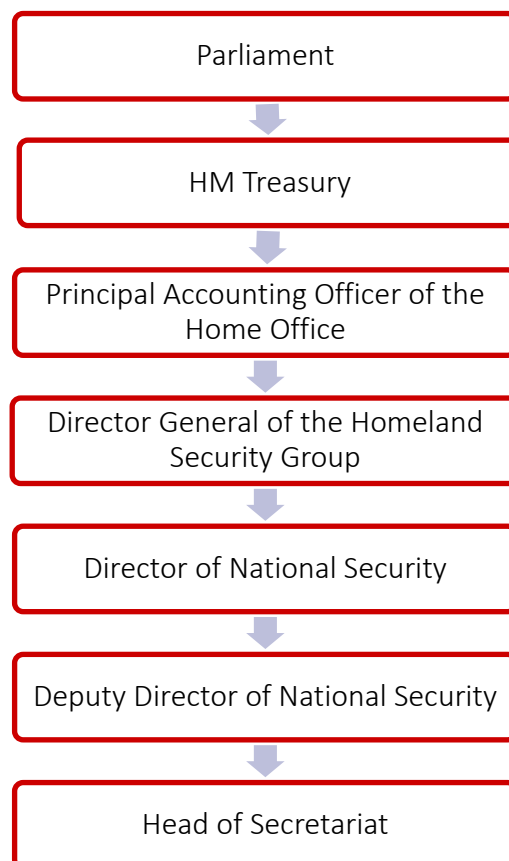 Parliament
HM Treasury
Principal Accounting Officer of the
Home Office
Director General of the Homeland
Security Group
Director of National Security
Deputy Director of National Security
Head of Secretariat